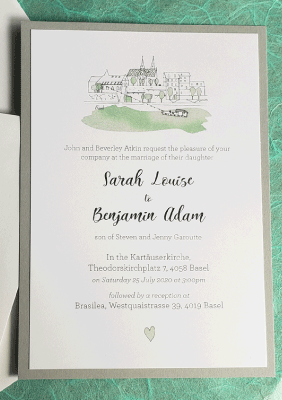 John and Beverley Atkin request the pleasure of your
company at the marriage of their daughter
Sarah Louise
to
Benjamin Adam
son of Steven and Jenny Garoutte
In the Kartäuserkirche,
Theodorskirchplatz 7, 4058 Basel
on Saturday 25 July 2020 at 3:00pm
followed by a reception at
Brasilea, Westquaistrasse 39, 4019 Basel